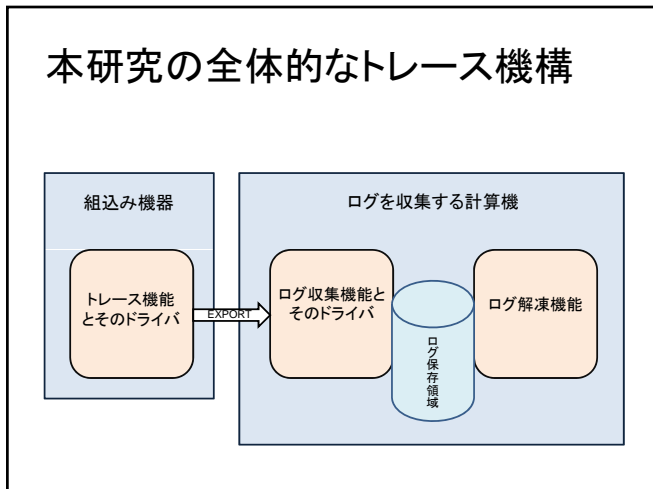 本研究の全体的なトレース機構
組込み機器
トレース機能
とそのドライバ
EXPORT
ログを収集する計算機
ログ収集機能と
そのドライバ
ログ保存領域
ログ解凍機能